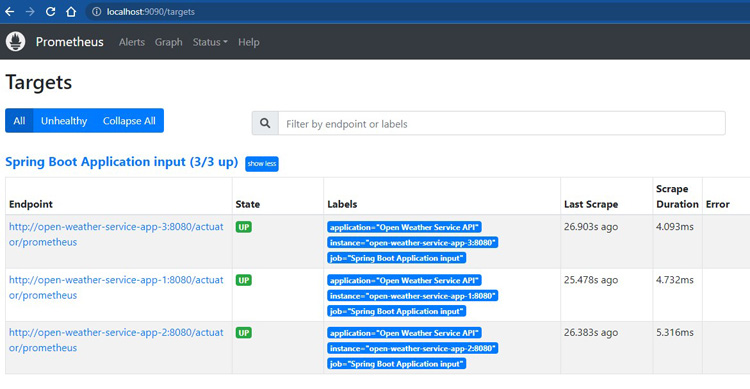 localhost:9090/targets
Prometheus Alerts Graph Status Help
Targets
All Unhealthy Collapse All Filter by endpoint or labels
Spring Boot Application input (3/3 up) show less
Endpoint State Labels Last Scrape Scrape Duration Error
http://open-weather-service-app-3:8080/actuat UP application="Open Weather Service API" 26.903s ago 4.093ms
or/prometheus instance="open-weather-service-app-3:8080"
job="Spring Boot Application input"
http://open-weather-service-app-1:8080/actuat UP application="Open Weather Service API" 25.478s ago 4.732ms
or/prometheus instance="open-weather-service-app-1:8080"
job="Spring Boot Application input"
http://open-weather-service-app-2:8080/actuat UP application="Open Weather Service API" 26.383s ago 5.316ms
or/prometheus instance="open-weather-service-app-2:8080"
job="Spring Boot Application input"